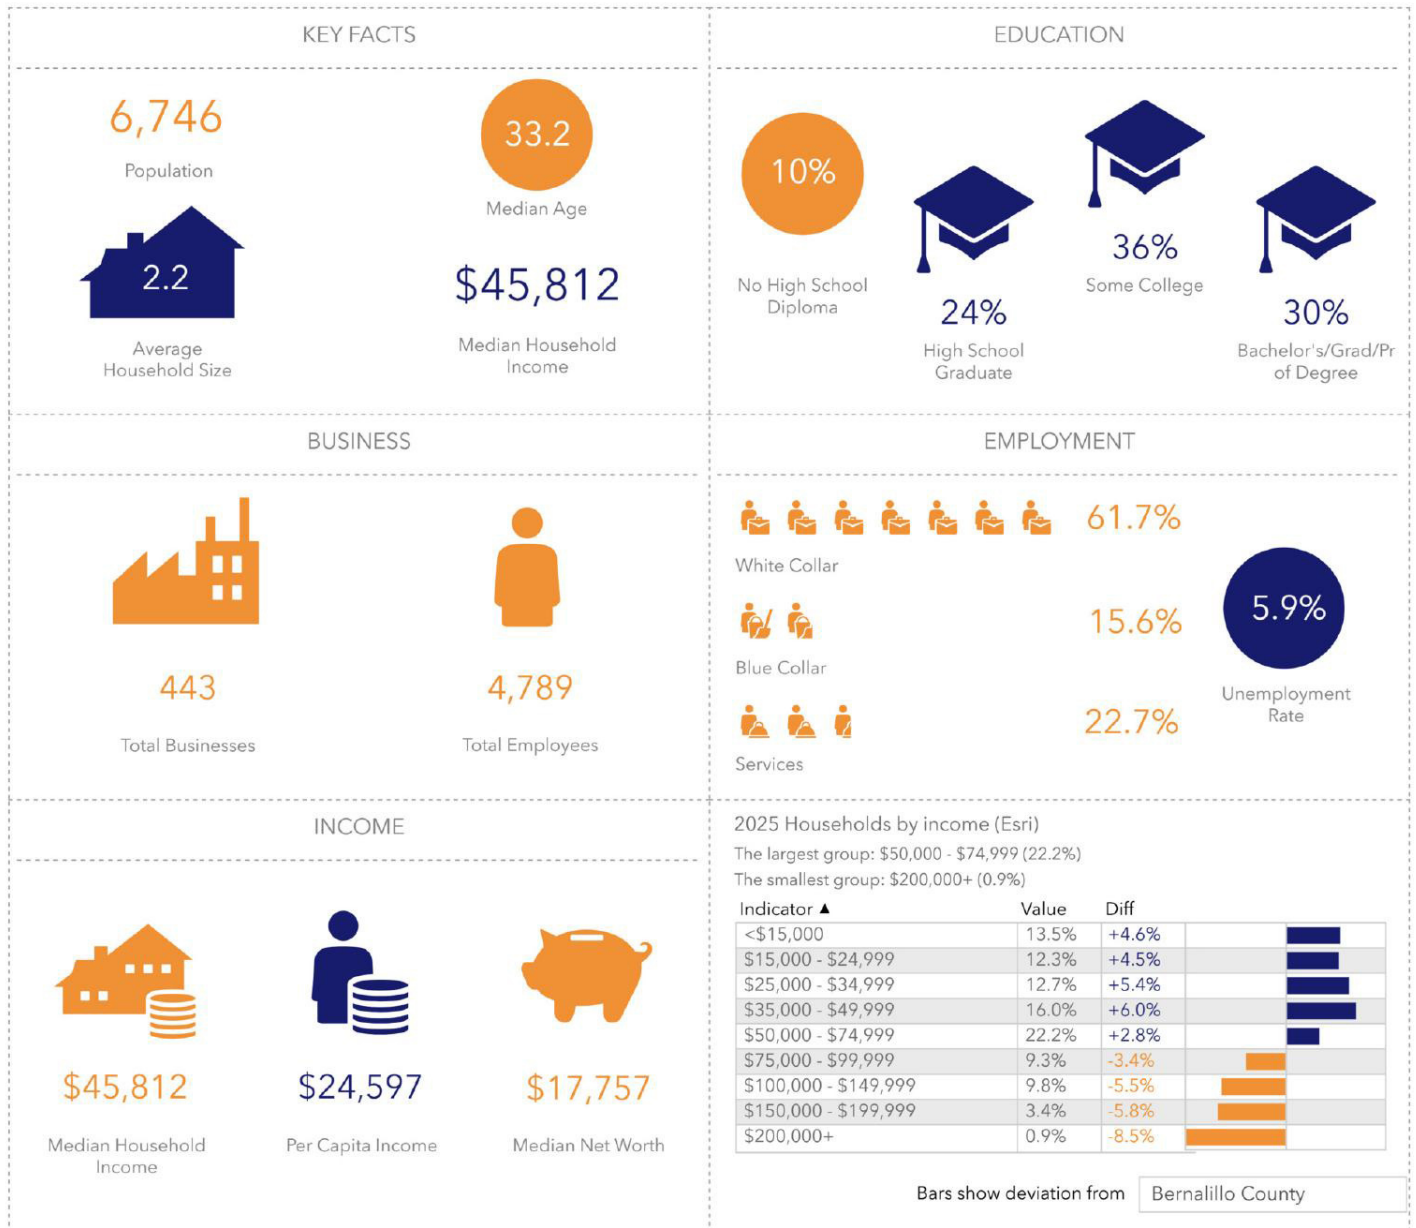 KEY FACTS
6,746
Population
33.2
Median Age
2.2
Average
Household Size
$45,812
Median Household
Income
EDUCATION
10%
No High School
Diploma
24%
High School
Graduate
36%
Some College
30%
Bachelor's/Grad/Pr
of Degree
BUSINESS
443
Total Businesses
4,789
Total Employees
EMPLOYMENT
61.7%
White Collar
15.6%
Blue Collar
22.7%
Services
5.9%
Unemployment
Rate
INCOME
$45,812
Median Household
Income
$24,597
Per Capita Income
$17,757
Median Net Worth
2025 Households by income (Esri)
The largest group: $50,000 - $74,999 (22.2%)
The smallest group: $200,000+ (0.9%)
Indicator ▲ Value Diff
<$15,000 13.5% +4.6%
$15,000 - $24,999 12.3% +4.5%
$25,000 - $34,999 12.7% +5.4%
$35,000 - $49,999 16.0% +6.0%
$50,000 - $74,999 22.2% +2.8%
$75,000 - $99,999 9.3% -3.4%
$100,000 - $149,999 9.8% -5.5%
$150,000 - $199,999 3.4% -5.8%
$200,000+ 0.9% -8.5%
Bars show deviation from Bernalillo County